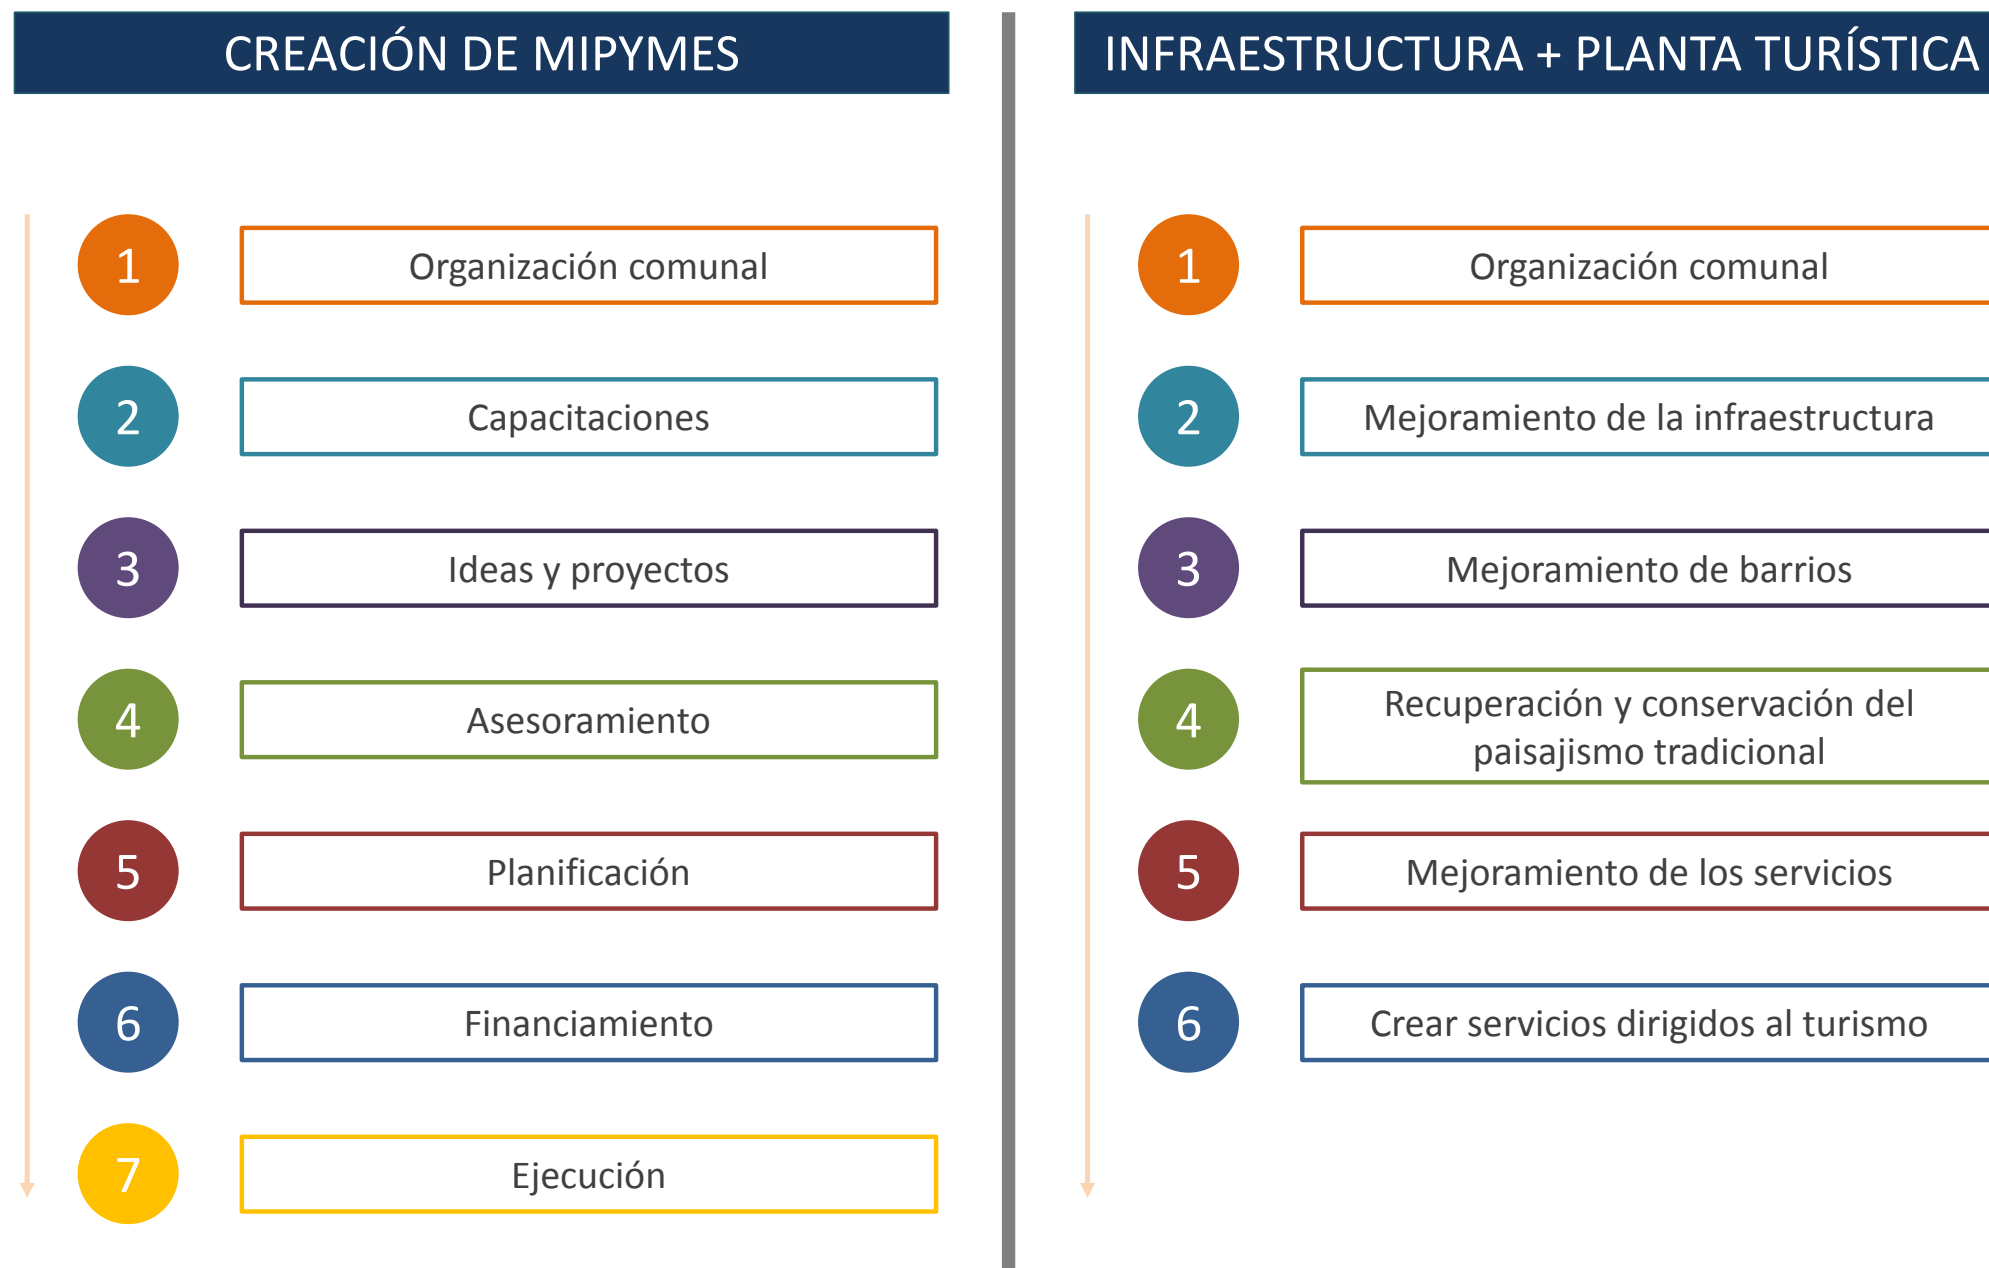 CREACIÓN DE MIPYMES
1
Organización comunal
2
Capacitaciones
3
Ideas y proyectos
4
Asesoramiento
5
Planificación
6
Financiamiento
7
Ejecución
INFRAESTRUCTURA + PLANTA TURÍSTICA
1
Organización comunal
2
Mejoramiento de la infraestructura
3
Mejoramiento de barrios
4
Recuperación y conservación del
paisajismo tradicional
5
Mejoramiento de los servicios
6
Crear servicios dirigidos al turismo